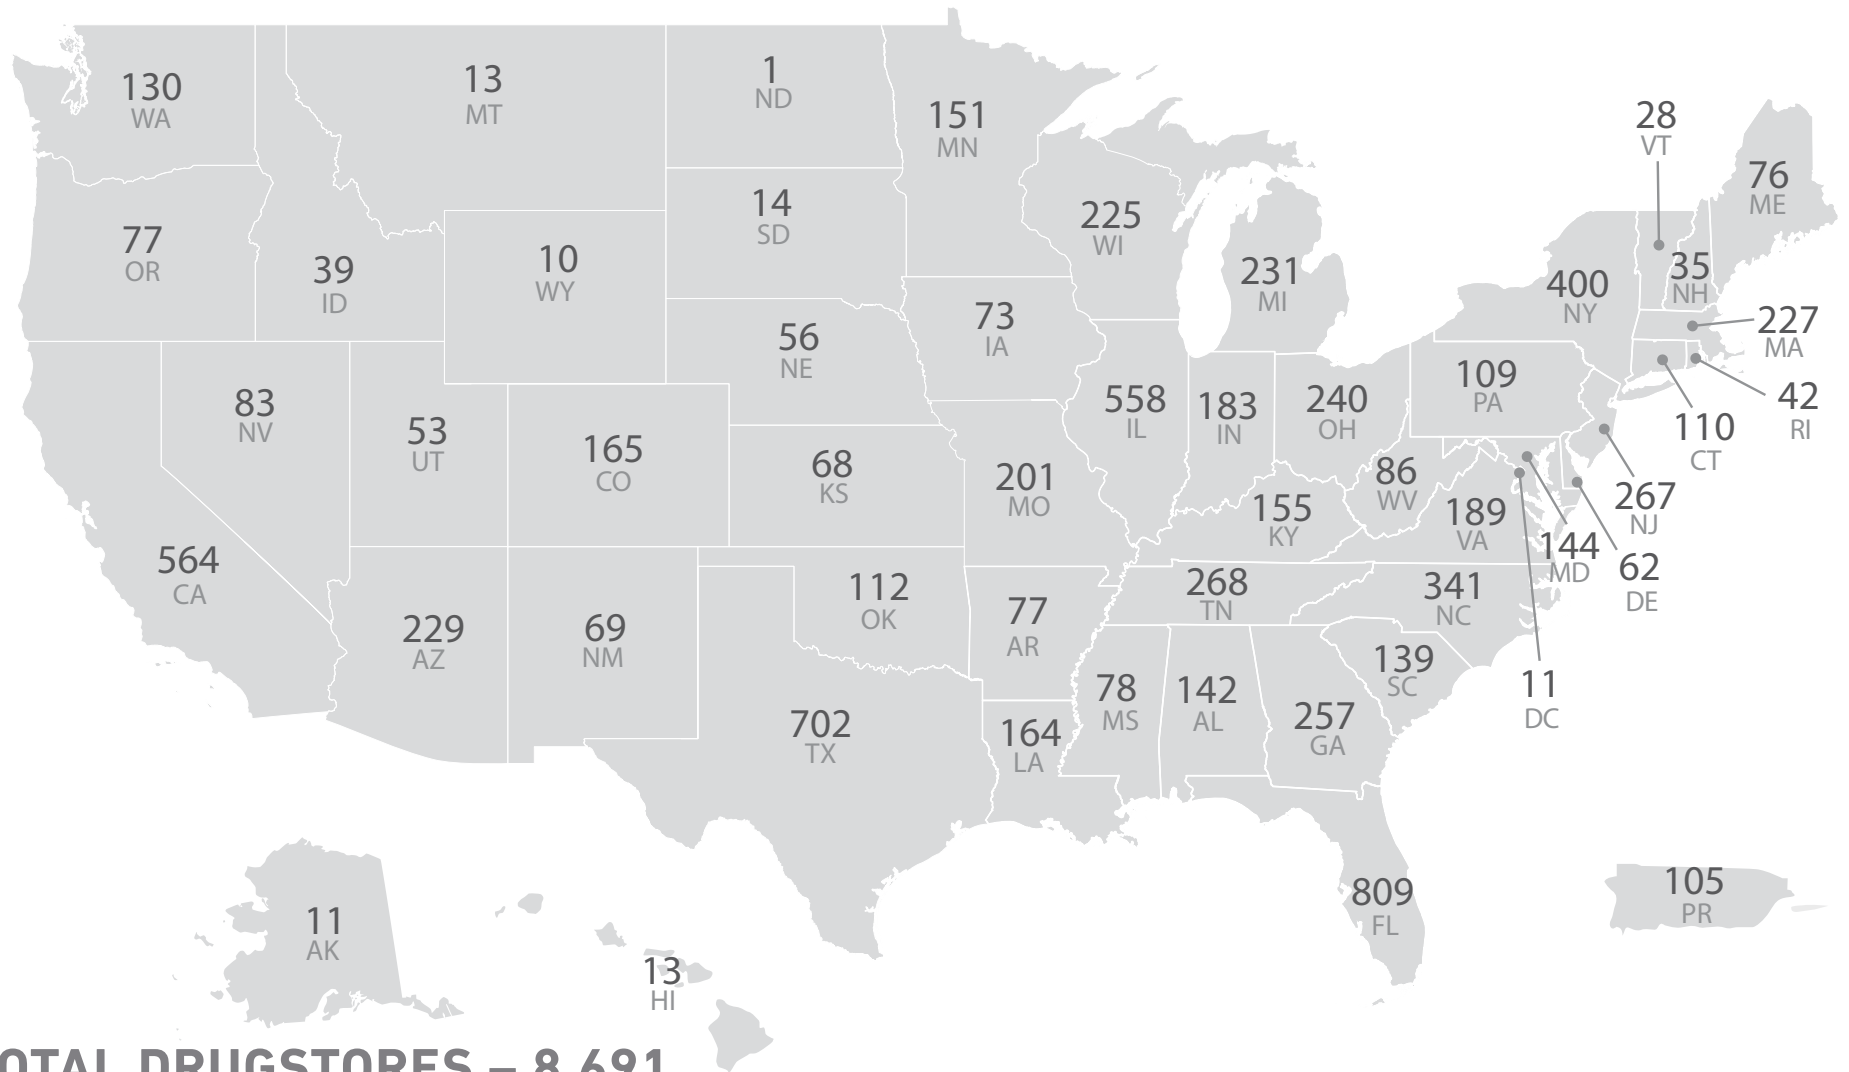 130
WA
13
MT
1
ND
151
MN
28
VT
76
ME
77
OR
39
ID
10
WY
14
SD
225
WI
231
MI
400
NY
35
NH
227
MA
42
RI
110
CT
83
NV
53
UT
165
CO
56
NE
73
IA
558
IL
183
IN
240
OH
109
PA
267
NJ
68
KS
201
MO
155
KY
86
WV
189
VA
144
MD
62
DE
564
CA
229
AZ
69
NM
112
OK
77
AR
268
TN
341
NC
139
SC
11
DC
702
TX
164
LA
78
MS
142
AL
257
GA
809
FL
105
PR
11
AK
13
HI
OTAL DRUGSTORES – 8,691